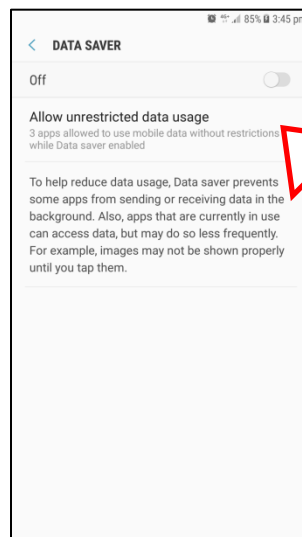 85% 3:45 pm
DATA SAVER
Off
Allow unrestricted data usage
3 apps allowed to use mobile data without restrictions
while Data saver enabled
To help reduce data usage, Data saver prevents
some apps from sending or receiving data in the
background. Also, apps that are currently in use
can access data, but may do so less frequently.
For example, images may not be shown properly
until you tap them.